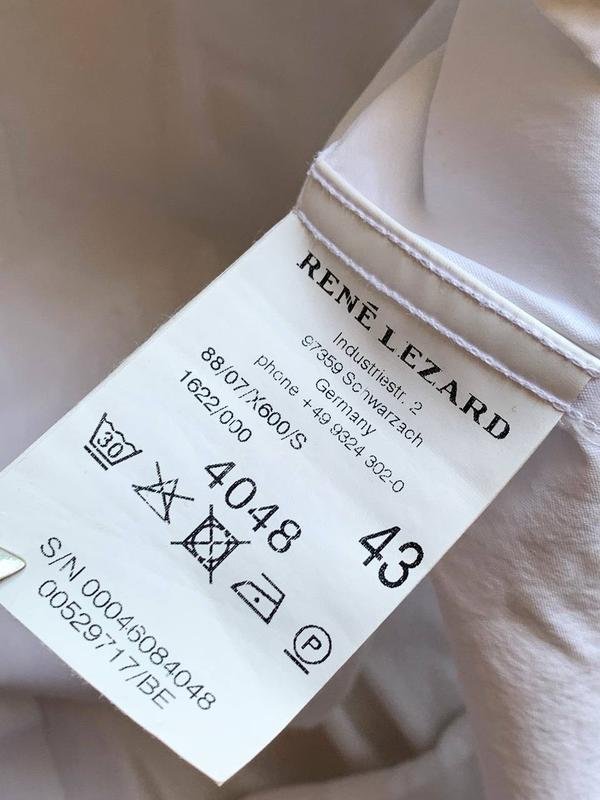 RENÉ LEZARD
Industriestr. 2
97359 Schwarzach
Germany
phone +49 9324 302-0
88/07/X600/S
1622/000
4048 43
30
P
S/N 00046084048
00529717/BE